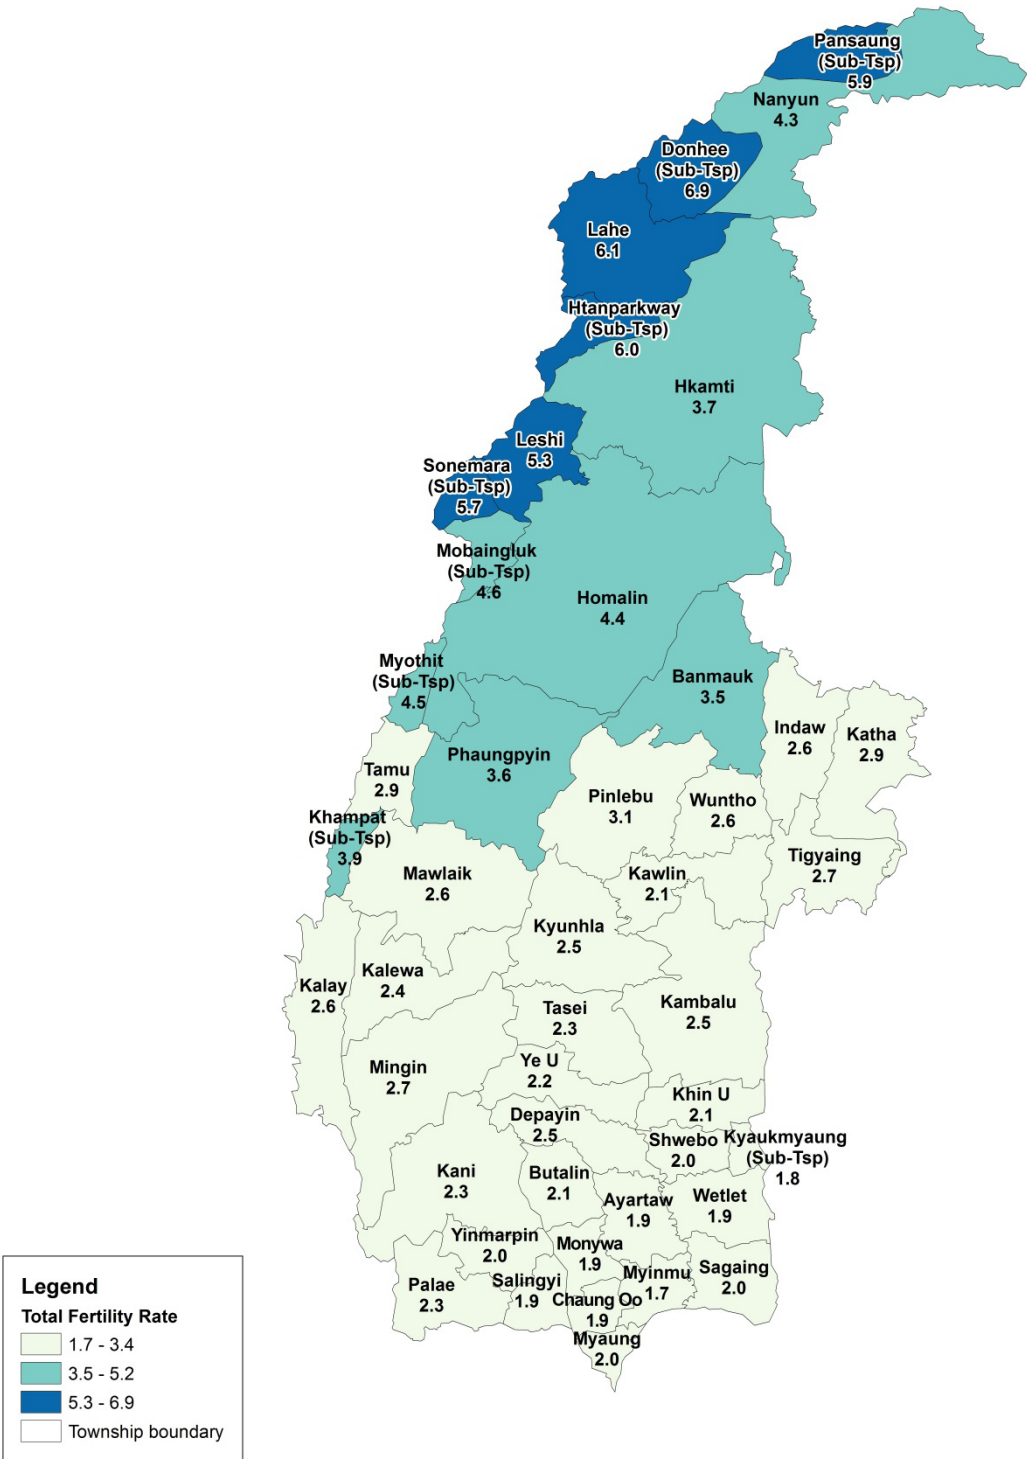 Pansaung
(Sub-Tsp)
5.9
Nanyun
4.3
Donhee
(Sub-Tsp)
6.9
Lahe
6.1
Htanparkway
(Sub-Tsp)
6.0
Hkamti
3.7
Leshi
5.3
Sonemara
(Sub-Tsp)
5.7
Mobaingluk
(Sub-Tsp)
4.6
Homalin
4.4
Myothit
(Sub-Tsp)
4.5
Banmauk
3.5
Indaw
2.6
Katha
2.9
Phaungpyin
3.6
Tamu
2.9
Pinlebu
3.1
Wuntho
2.6
Khampat
(Sub-Tsp)
3.9
Tigyaing
2.7
Mawlaik
2.6
Kawlin
2.1
Kyunhla
2.5
Kalewa
2.4
Kalay
2.6
Tasei
2.3
Kambalu
2.5
Mingin
2.7
Ye U
2.2
Khin U
2.1
Depayin
2.5
Shwebo
2.0
Kyaukmyaung
(Sub-Tsp)
1.8
Kani
2.3
Butalin
2.1
Ayartaw
1.9
Wetlet
1.9
Yinmarpin
2.0
Monywa
1.9
Palae
2.3
Salingyi
1.9
Chaung Oo
1.9
Myinmu
1.7
Sagaing
2.0
Myaung
2.0
Legend
Total Fertility Rate
1.7 - 3.4
3.5 - 5.2
5.3 - 6.9
Township boundary